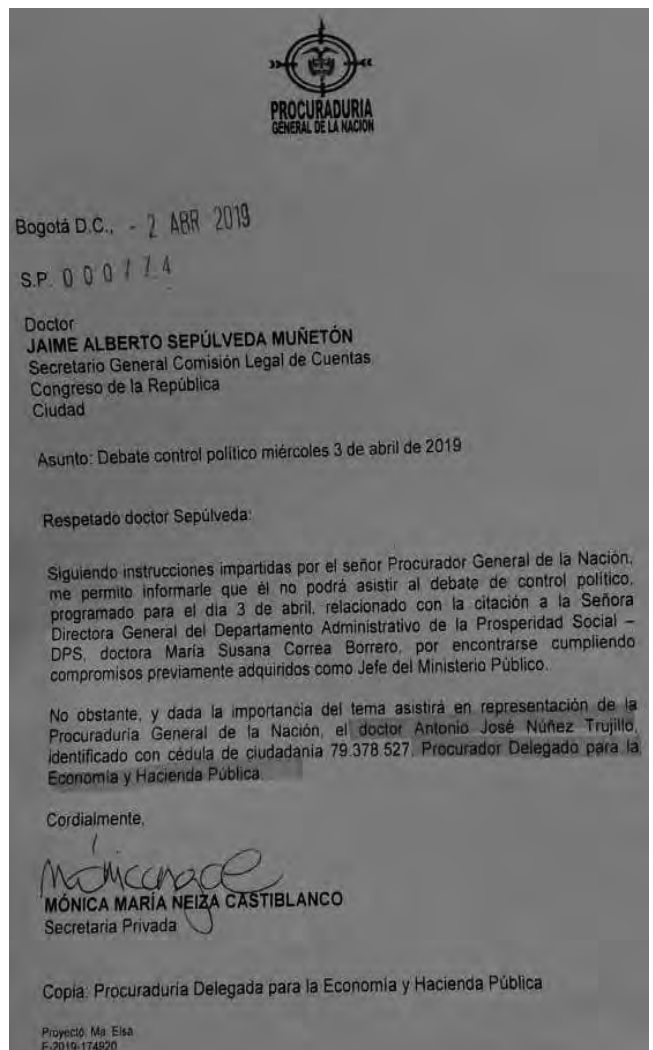 PROCURADURIA
GENERAL DE LA NACION
Bogotá D.C., - 2 ABR 2019
S.P. 000774
Doctor
JAIME ALBERTO SEPÚLVEDA MUÑETÓN
Secretario General Comisión Legal de Cuentas
Congreso de la República
Ciudad
Asunto: Debate control político miércoles 3 de abril de 2019
Respetado doctor Sepúlveda:
Siguiendo instrucciones impartidas por el señor Procurador General de la Nación,
me permito informarle que él no podrá asistir al debate de control político,
programado para el día 3 de abril, relacionado con la citación a la Señora
Directora General del Departamento Administrativo de la Prosperidad Social –
DPS, doctora María Susana Correa Borrero, por encontrarse cumpliendo
compromisos previamente adquiridos como Jefe del Ministerio Público.
No obstante, y dada la importancia del tema asistirá en representación de la
Procuraduría General de la Nación, el doctor Antonio José Núñez Trujillo,
identificado con cédula de ciudadanía 79.378.527, Procurador Delegado para la
Economía y Hacienda Pública.
Cordialmente,
MÓNICA MARÍA NEIZA CASTIBLANCO
Secretaria Privada
Copia: Procuraduría Delegada para la Economía y Hacienda Pública
Proyectó: Ma. Elsa
E-2019-174920